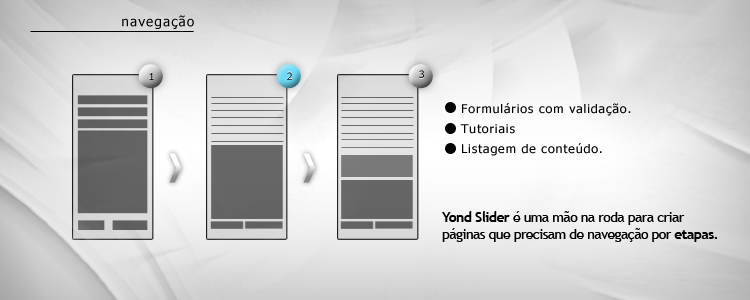 navegação
1
2
3
Formulários com validação.
Tutoriais
Listagem de conteúdo.
Yond Slider é uma mão na roda para criar
páginas que precisam de navegação por etapas.